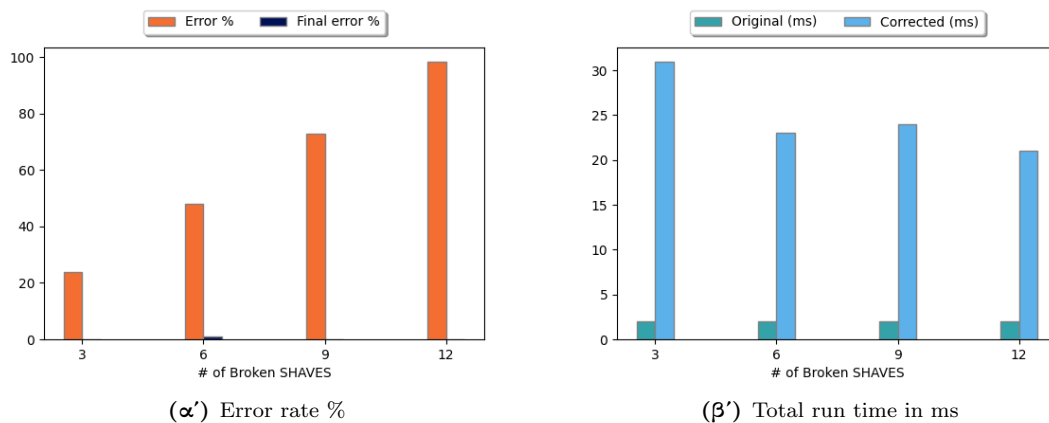 Error % Final error %
100
80
60
40
20
0
3 6 9 12
# of Broken SHAVES
(α′) Error rate %
Original (ms) Corrected (ms)
30
25
20
15
10
5
0
3 6 9 12
# of Broken SHAVES
(β′) Total run time in ms